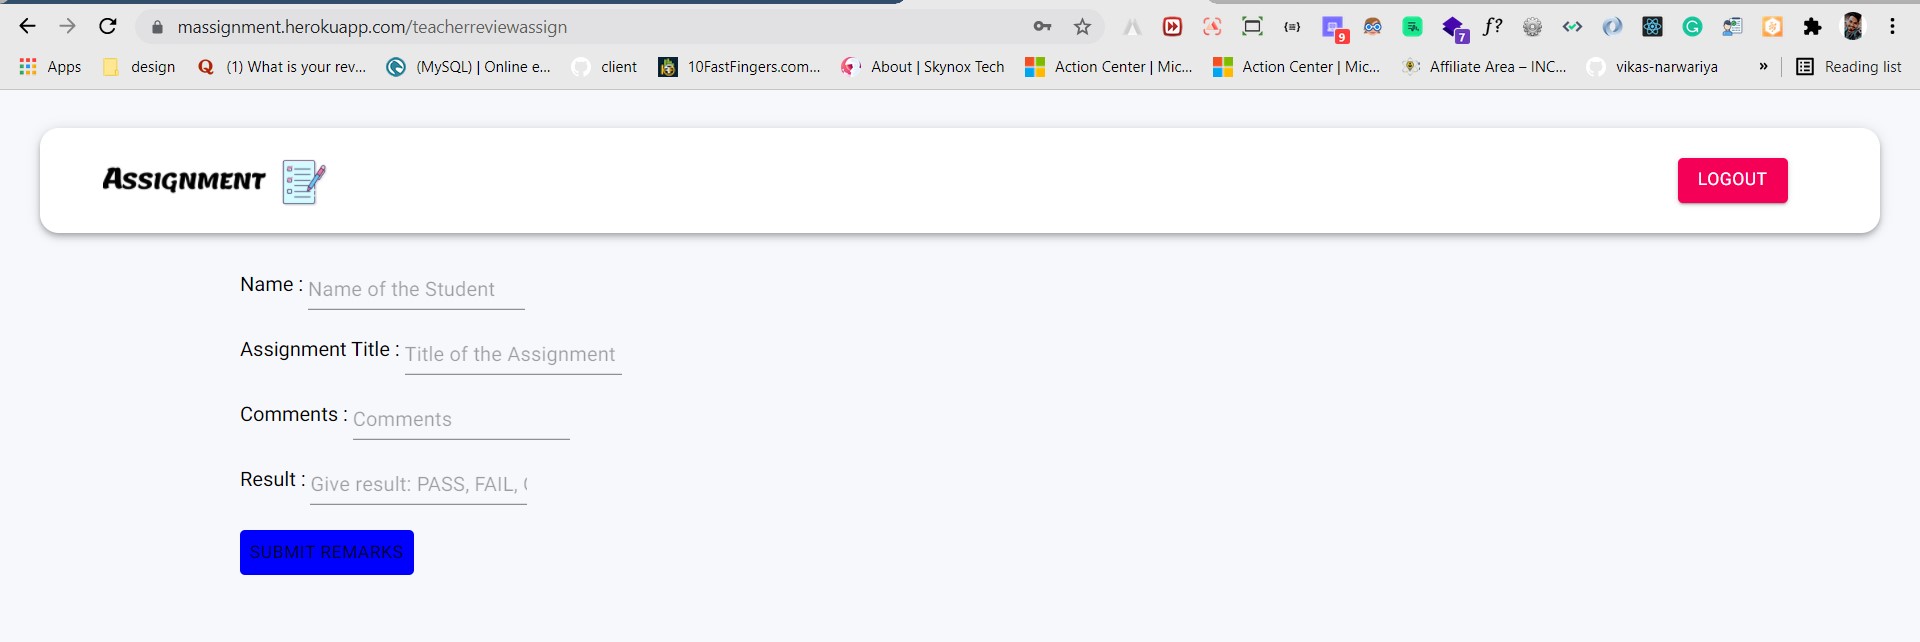 massignment.herokuapp.com/teacherreviewassign
9
7
f?
Apps
design
(1) What is your rev...
(MySQL) | Online e...
client
10FastFingers.com...
About | Skynox Tech
Action Center | Mic...
Action Center | Mic...
Affiliate Area – INC...
vikas-narwariya
»
Reading list
Assignment
LOGOUT
Name : Name of the Student
Assignment Title : Title of the Assignment
Comments : Comments
Result : Give result: PASS, FAIL,
SUBMIT REMARKS